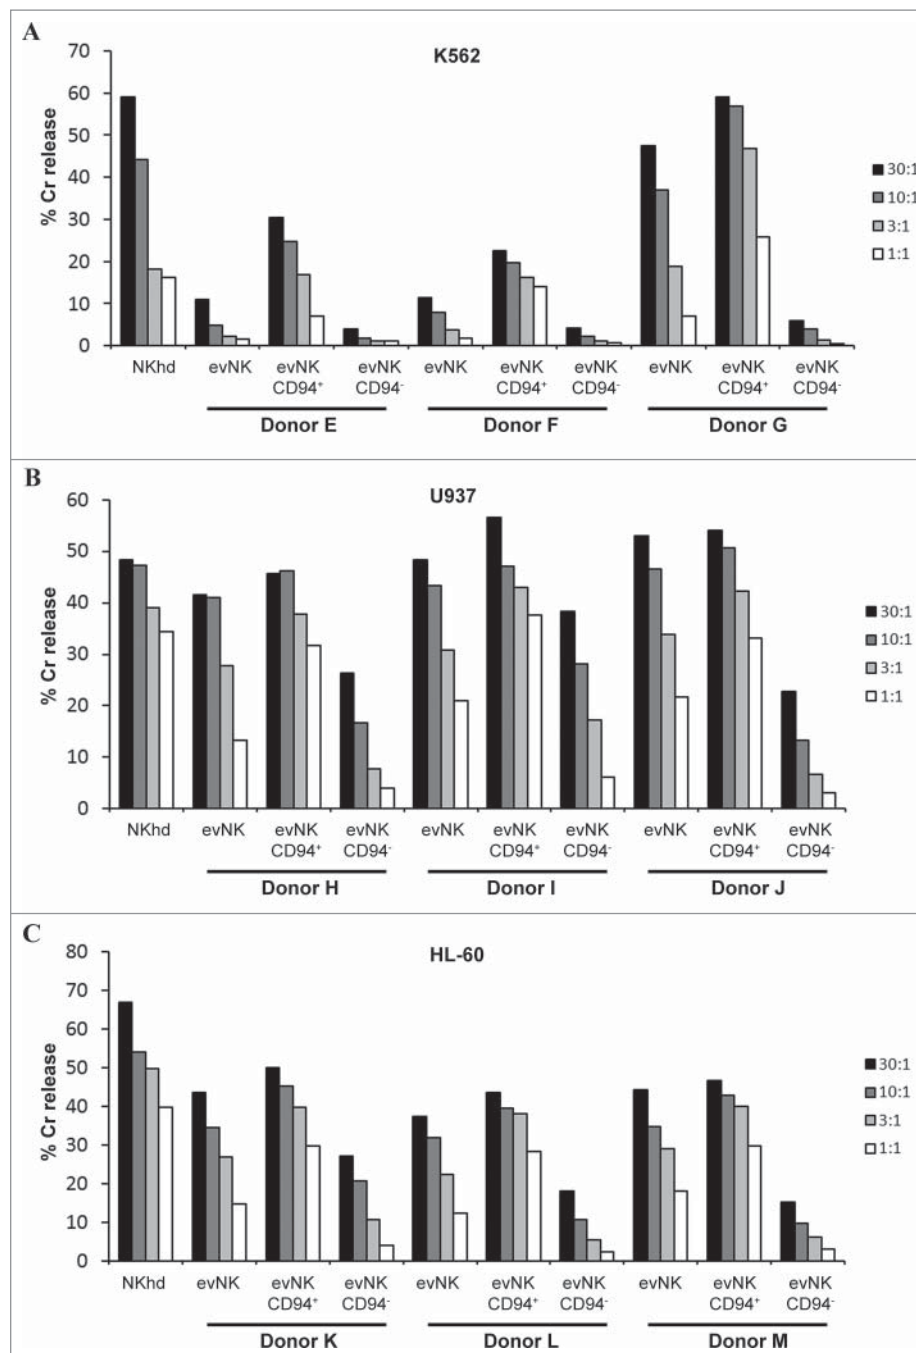 A
K562
% Cr release
70
60
50
40
30
20
10
0
30:1
10:1
3:1
1:1
NKhd evNK evNK CD94⁺ evNK CD94⁻ evNK evNK CD94⁺ evNK CD94⁻ evNK evNK CD94⁺ evNK CD94⁻
Donor E Donor F Donor G
B
U937
% Cr release
60
50
40
30
20
10
0
30:1
10:1
3:1
1:1
NKhd evNK evNK CD94⁺ evNK CD94⁻ evNK evNK CD94⁺ evNK CD94⁻ evNK evNK CD94⁺ evNK CD94⁻
Donor H Donor I Donor J
C
HL-60
% Cr release
80
70
60
50
40
30
20
10
0
30:1
10:1
3:1
1:1
NKhd evNK evNK CD94⁺ evNK CD94⁻ evNK evNK CD94⁺ evNK CD94⁻ evNK evNK CD94⁺ evNK CD94⁻
Donor K Donor L Donor M